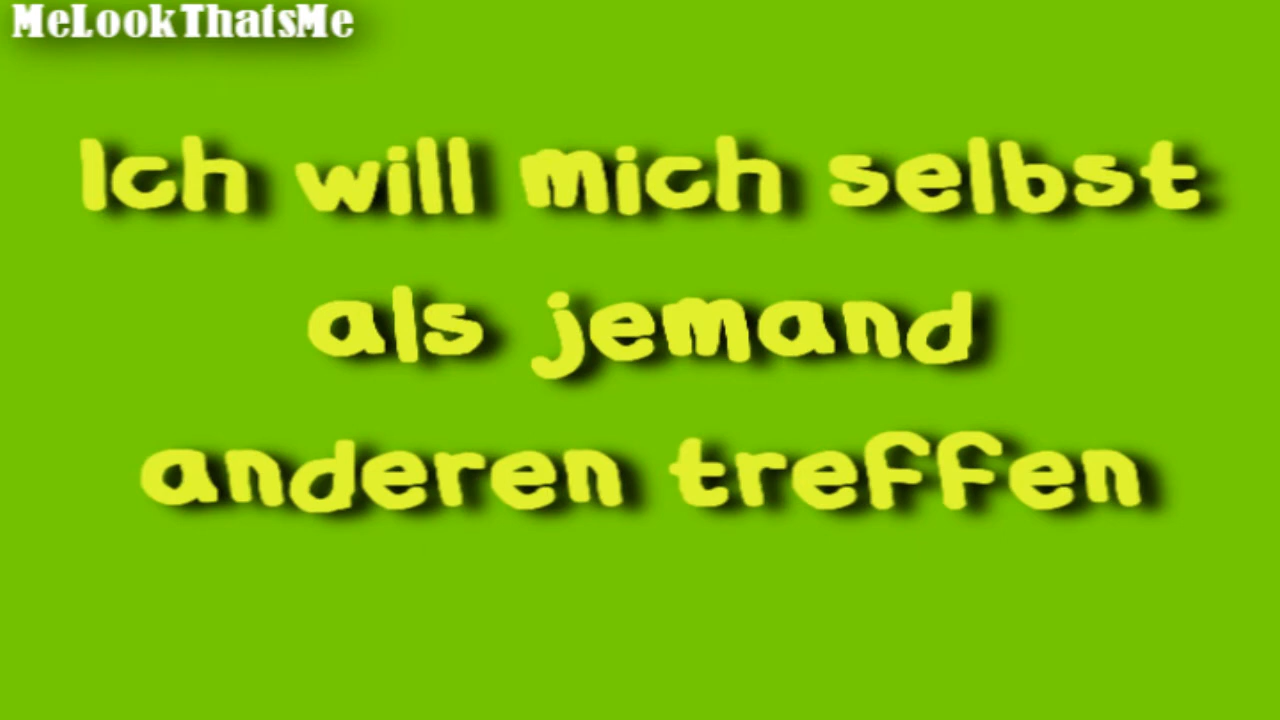 MeLookThatsMe
Ich will mich selbst
als jemand
anderen treffen